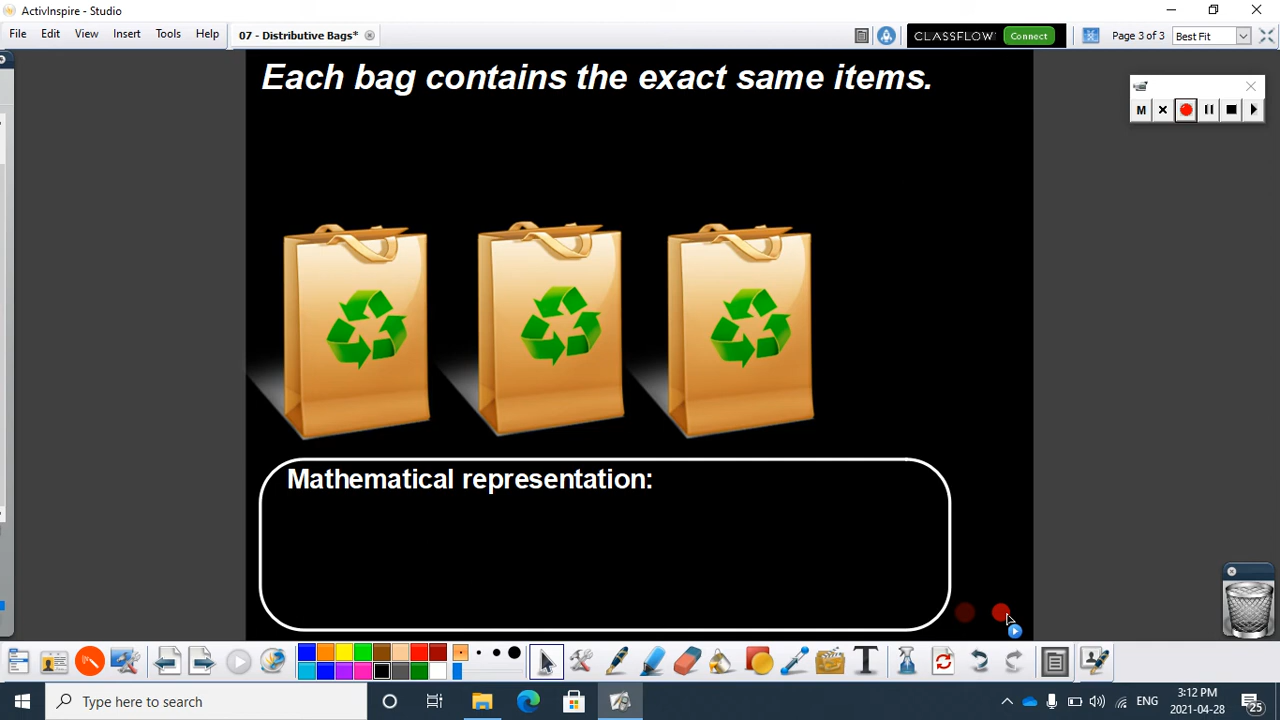 ActivInspire - Studio
File Edit View Insert Tools Help
07 - Distributive Bags*
CLASSFLOW
Connect
Page 3 of 3
Best Fit
M
Each bag contains the exact same items.
Mathematical representation:
Type here to search
ENG
3:12 PM
2021-04-28
25